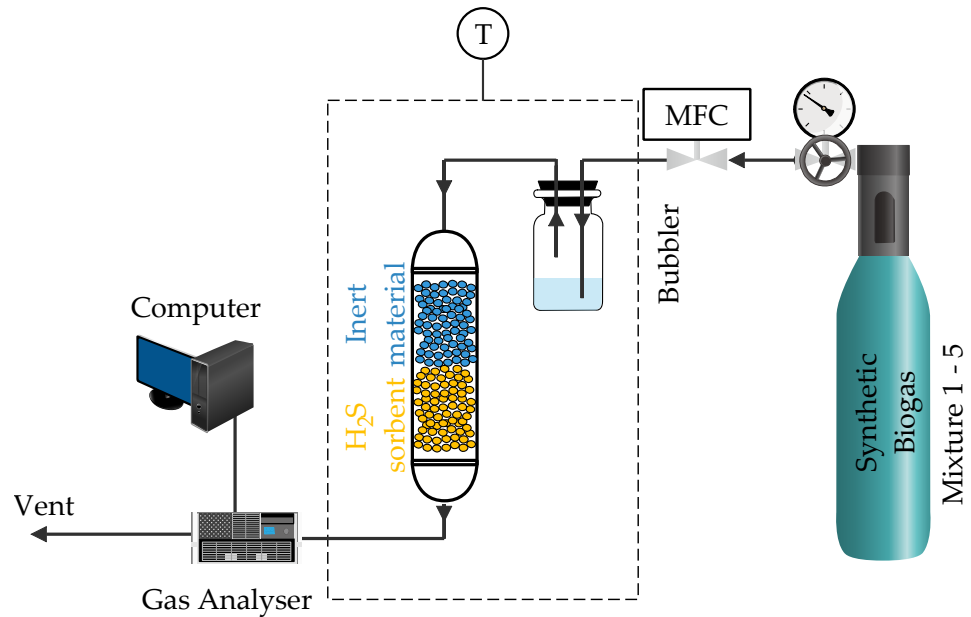 T
MFC
Bubbler
Computer
Inert
material
H₂S
sorbent
Synthetic
Biogas
Mixture 1 - 5
Vent
Gas Analyser